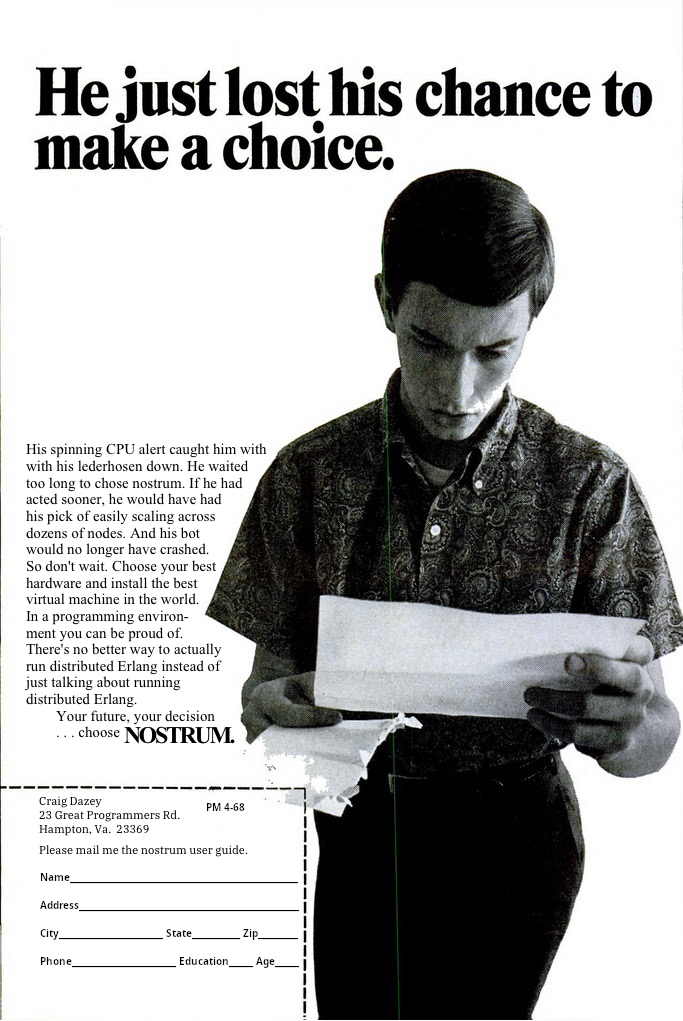 He just lost his chance to
make a choice.
His spinning CPU alert caught him with
with his lederhosen down. He waited
too long to chose nostrum. If he had
acted sooner, he would have had
his pick of easily scaling across
dozens of nodes. And his bot
would no longer have crashed.
So don't wait. Choose your best
hardware and install the best
virtual machine in the world.
In a programming environ-
ment you can be proud of.
There's no better way to actually
run distributed Erlang instead of
just talking about running
distributed Erlang.
Your future, your decision
. . . choose NOSTRUM.
Craig Dazey
PM 4-68
23 Great Programmers Rd.
Hampton, Va. 23369
Please mail me the nostrum user guide.
Name
Address
City State Zip
Phone Education Age